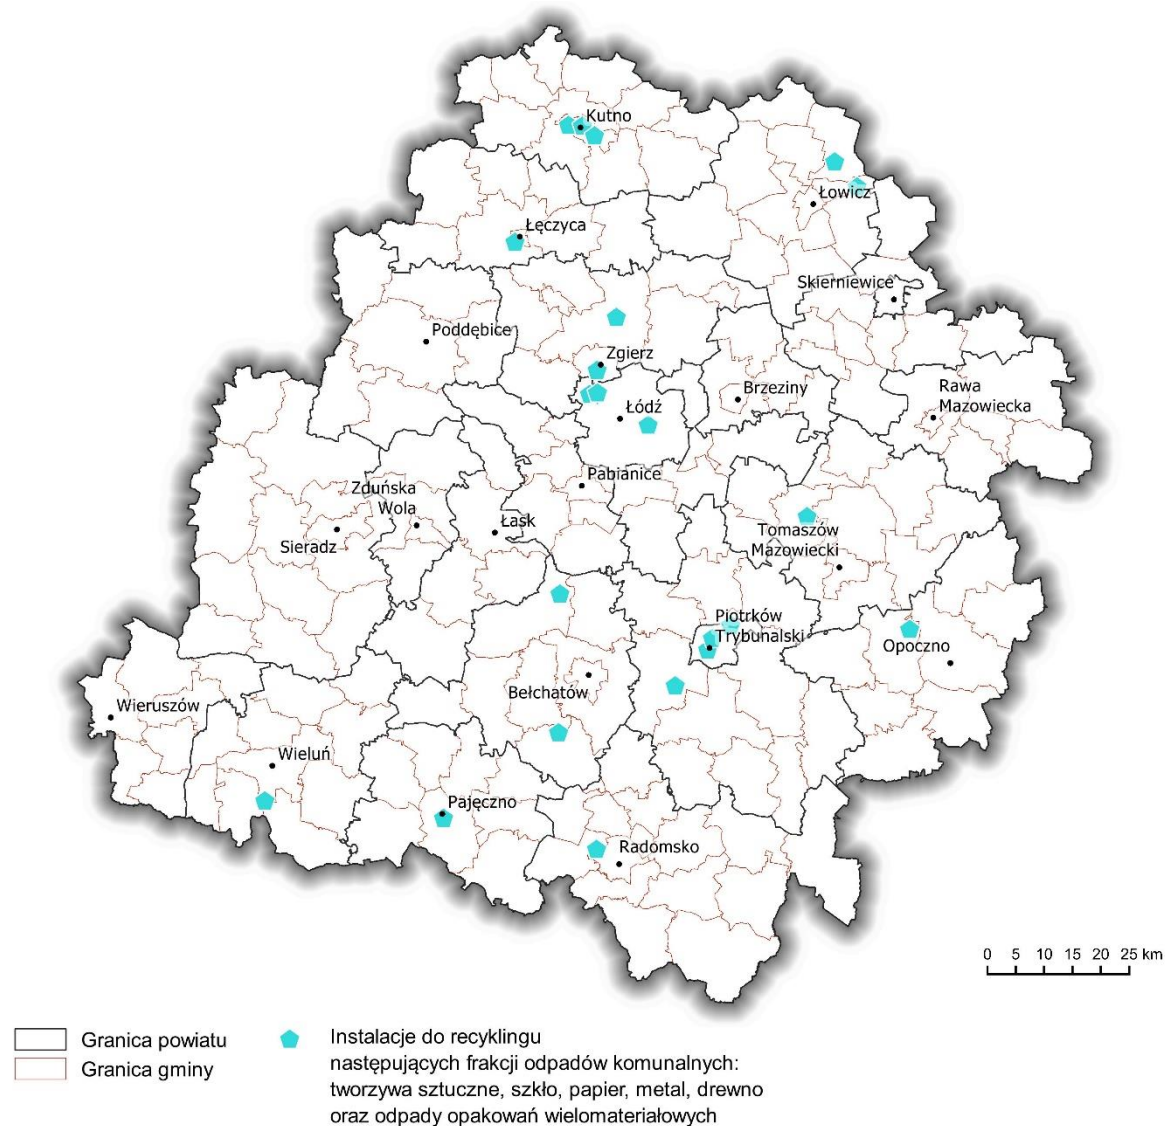 Kutno
Łowicz
Łęczyca
Skierniewice
Poddębice
Zgierz
Brzeziny
Rawa
Mazowiecka
Łódź
Pabianice
Zduńska
Wola
Sieradz
Łask
Tomaszów
Mazowiecki
Piotrków
Trybunalski
Opoczno
Bełchatów
Wieruszów
Wieluń
Pajęczno
Radomsko
0 5 10 15 20 25 km
Granica powiatu
Granica gminy
Instalacje do recyklingu
następujących frakcji odpadów komunalnych:
tworzywa sztuczne, szkło, papier, metal, drewno
oraz odpady opakowań wielomateriałowych